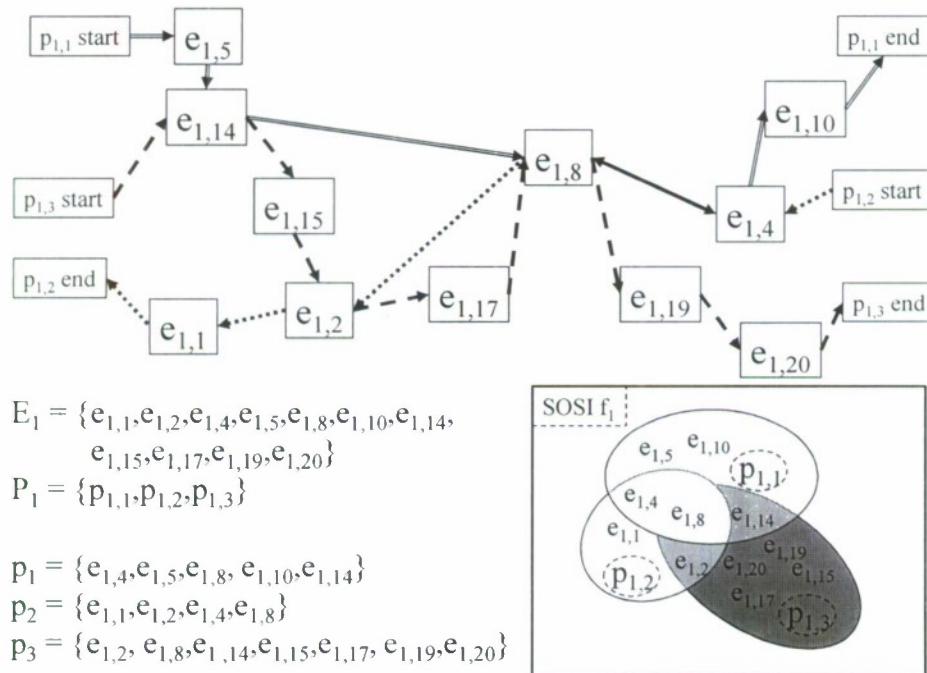 p1,1 start
e1,5
p1,1 end
e1,14
e1,10
e1,8
p1,3 start
e1,15
e1,4
p1,2 start
p1,2 end
e1,1
e1,2
e1,17
e1,19
p1,3 end
e1,20
E1 = {e1,1,e1,2,e1,4,e1,5,e1,8,e1,10,e1,14,
e1,15,e1,17,e1,19,e1,20}
P1 = {p1,1,p1,2,p1,3}
p1 = {e1,4,e1,5,e1,8, e1,10,e1,14}
p2 = {e1,1,e1,2,e1,4,e1,8}
p3 = {e1,2, e1,8,e1,14,e1,15,e1,17, e1,19,e1,20}
SOSI f1
e1,5 e1,10
p1,1
e1,4
e1,8 e1,14
e1,1
e1,19
p1,2 e1,2 e1,20 e1,15
e1,17
p1,3